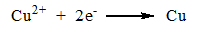 Cu²⁺ + 2e⁻ ⟶ Cu